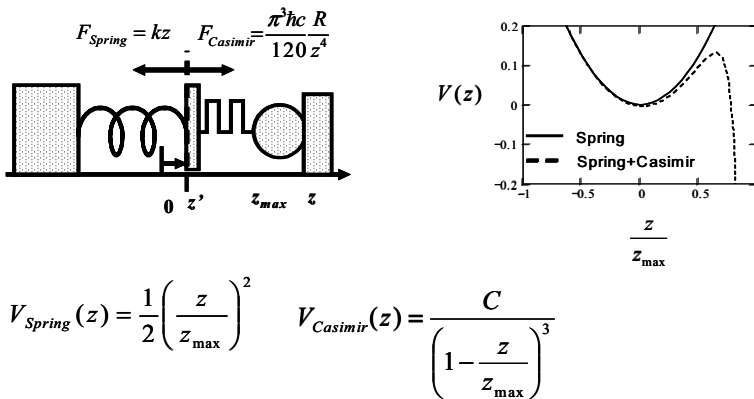 F_Spring = kz
F_Casimir = π³ħc/120 R/z⁴
0 z' z_max z
V(z)
0.2
0.1
0
-0.1
-0.2
Spring
Spring+Casimir
-1 -0.5 0 0.5
z/z_max
V_Spring(z) = 1/2 (z/z_max)²
V_Casimir(z) = C/(1 - z/z_max)³